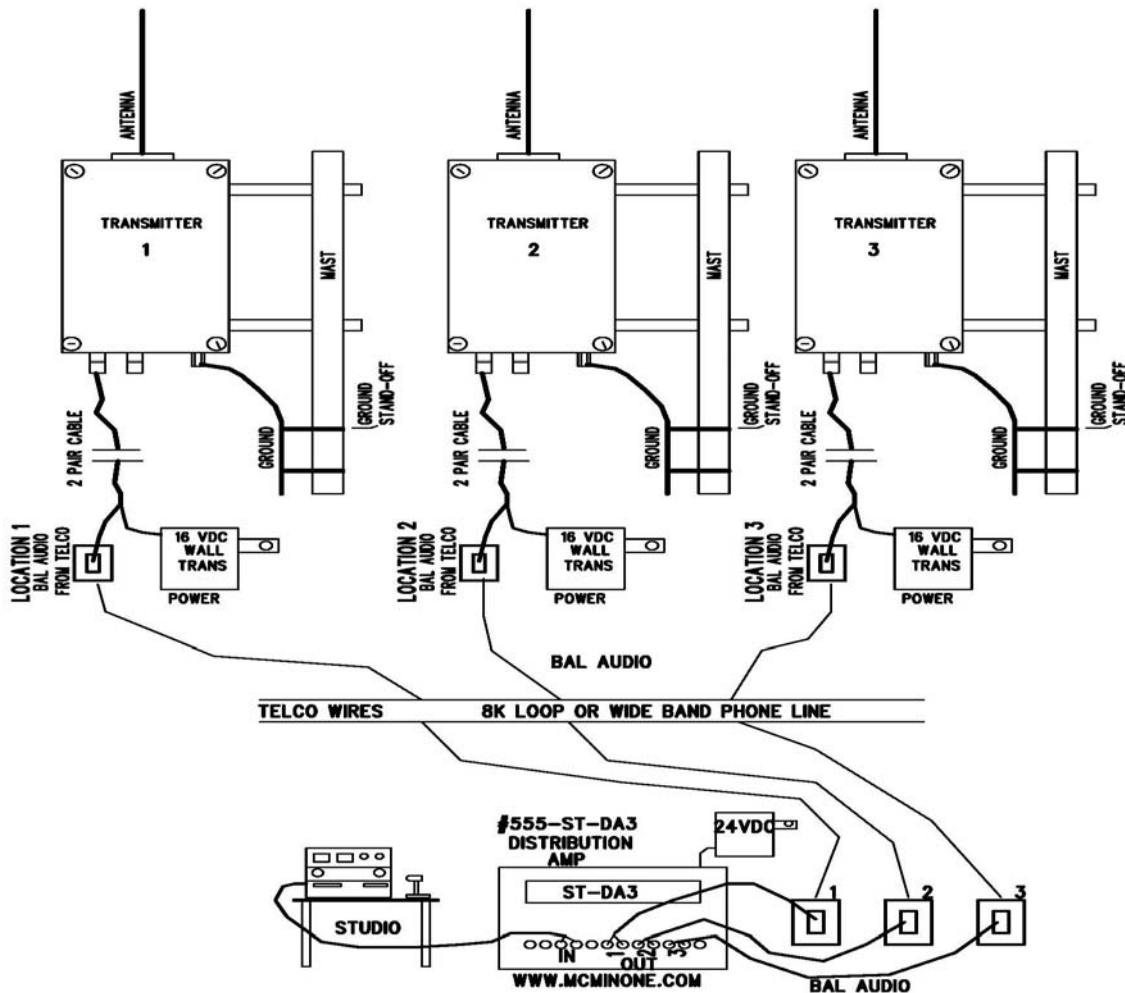 ANTENNA
ANTENNA
ANTENNA
TRANSMITTER
1
TRANSMITTER
2
TRANSMITTER
3
MAST
MAST
MAST
2 PAIR CABLE
GROUND
GROUND
STAND-OFF
2 PAIR CABLE
GROUND
GROUND
STAND-OFF
2 PAIR CABLE
GROUND
GROUND
STAND-OFF
LOCATION 1
BAL AUDIO
FROM TELCO
16 VDC
WALL
TRANS
POWER
LOCATION 2
BAL AUDIO
FROM TELCO
16 VDC
WALL
TRANS
POWER
LOCATION 3
BAL AUDIO
FROM TELCO
16 VDC
WALL
TRANS
POWER
BAL AUDIO
TELCO WIRES
8K LOOP OR WIDE BAND PHONE LINE
#555-ST-DA3
DISTRIBUTION
AMP
24VDC
ST-DA3
1
2
3
STUDIO
IN
1
2
3
OUT
WWW.MCMINONE.COM
BAL AUDIO